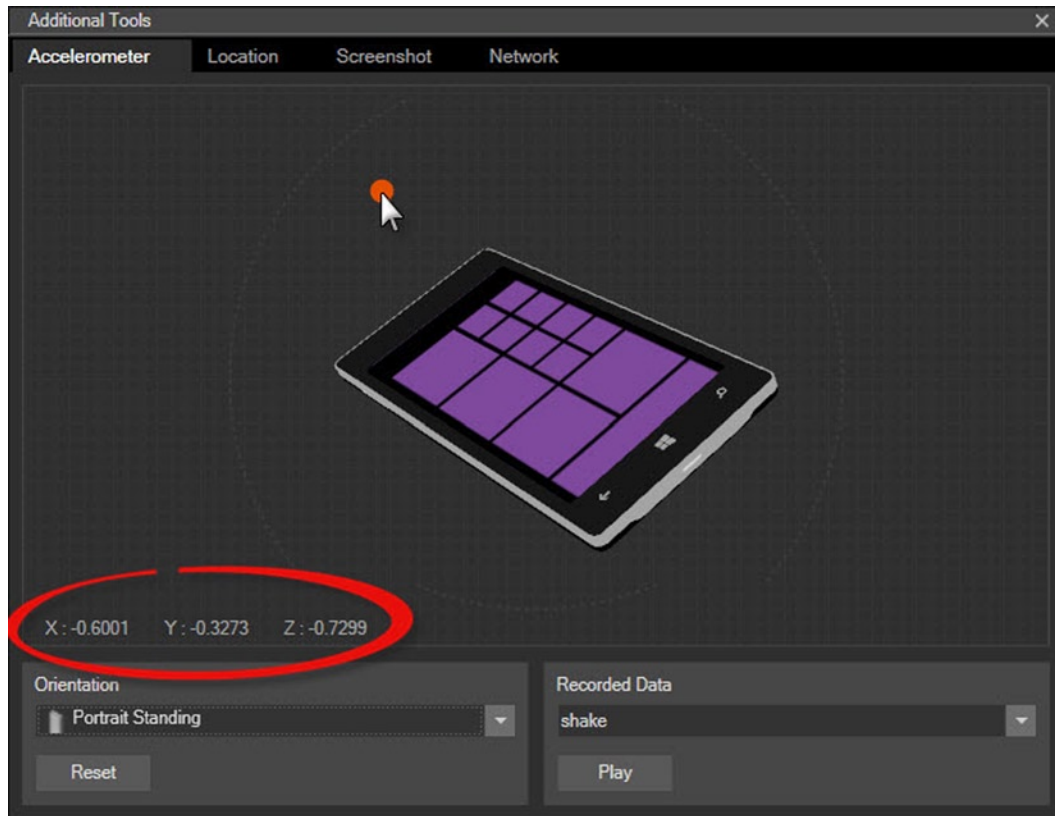 Additional Tools
Accelerometer Location Screenshot Network
X : -0.6001 Y : -0.3273 Z : -0.7299
Orientation
Portrait Standing
Reset
Recorded Data
shake
Play